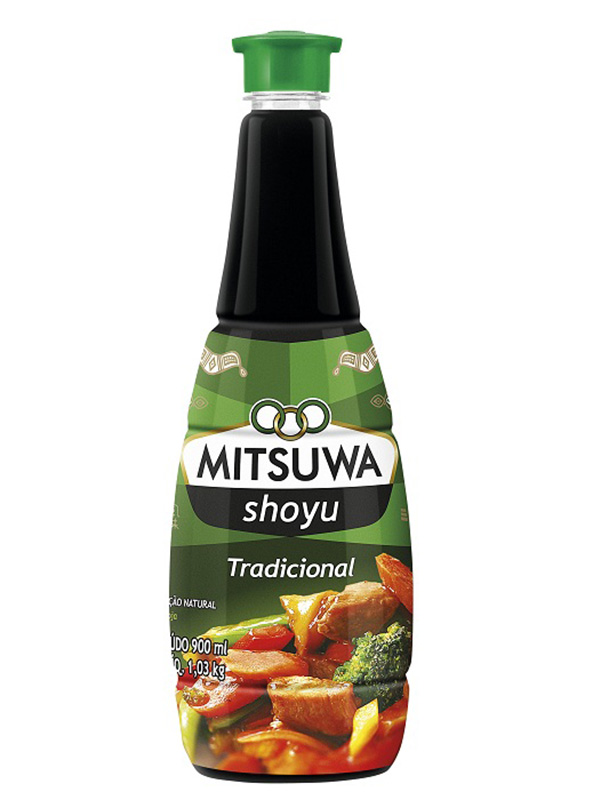 MITSUWA
shoyu
Tradicional
ÇÃO NATURAL
ÚDO 900 ml
Q. 1,03 kg